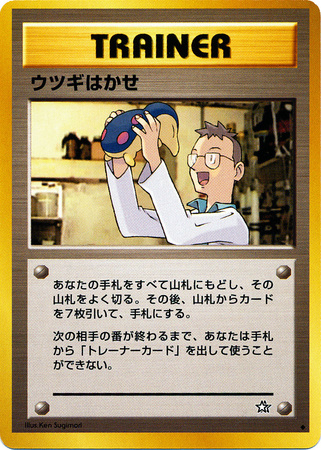 TRAINER
ウツギはかせ
あなたの手札をすべて山札にもどし、その
山札をよく切る。その後、山札からカード
を7枚引いて、手札にする。
次の相手の番が終わるまで、あなたは手札
から「トレーナーカード」を出して使うこと
ができない。
Illus.Ken Sugimori